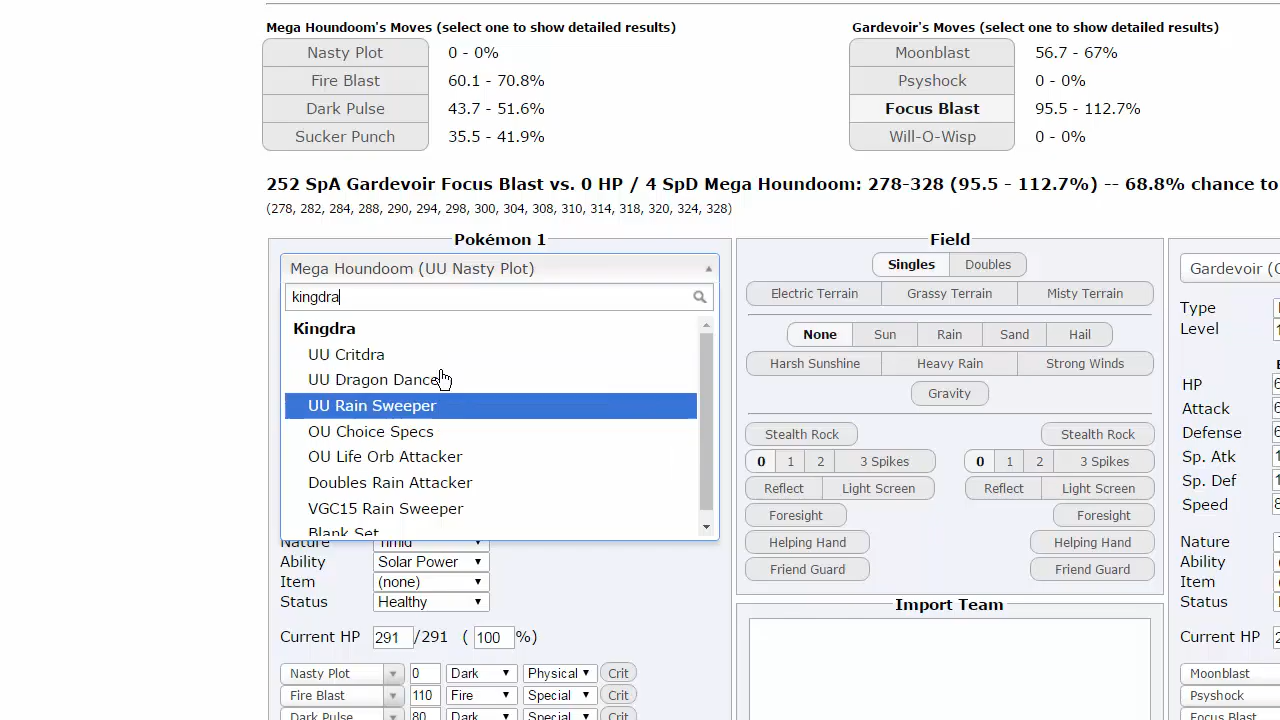 Mega Houndoom's Moves (select one to show detailed results)
Nasty Plot 0 - 0%
Fire Blast 60.1 - 70.8%
Dark Pulse 43.7 - 51.6%
Sucker Punch 35.5 - 41.9%
Gardevoir's Moves (select one to show detailed results)
Moonblast 56.7 - 67%
Psyshock 0 - 0%
Focus Blast 95.5 - 112.7%
Will-O-Wisp 0 - 0%
252 SpA Gardevoir Focus Blast vs. 0 HP / 4 SpD Mega Houndoom: 278-328 (95.5 - 112.7%) -- 68.8% chance to
(278, 282, 284, 288, 290, 294, 298, 300, 304, 308, 310, 314, 318, 320, 324, 328)
Pokémon 1
Mega Houndoom (UU Nasty Plot)
kingdra
Kingdra
UU Critdra
UU Dragon Dance
UU Rain Sweeper
OU Choice Specs
OU Life Orb Attacker
Doubles Rain Attacker
VGC15 Rain Sweeper
Blank Set
Nature Timid
Ability Solar Power
Item (none)
Status Healthy
Current HP 291 /291 ( 100 %)
Nasty Plot 0 Dark Physical Crit
Fire Blast 110 Fire Special Crit
Dark Pulse 80 Dark Special Crit
Field
Singles Doubles
Electric Terrain Grassy Terrain Misty Terrain
None Sun Rain Sand Hail
Harsh Sunshine Heavy Rain Strong Winds
Gravity
Stealth Rock Stealth Rock
0 1 2 3 Spikes 0 1 2 3 Spikes
Reflect Light Screen Reflect Light Screen
Foresight Foresight
Helping Hand Helping Hand
Friend Guard Friend Guard
Import Team
Gardevoir (
Type
Level
HP
Attack
Defense
Sp. Atk
Sp. Def
Speed
Nature
Ability
Item
Status
Current HP
Moonblast
Psyshock
Focus Blast